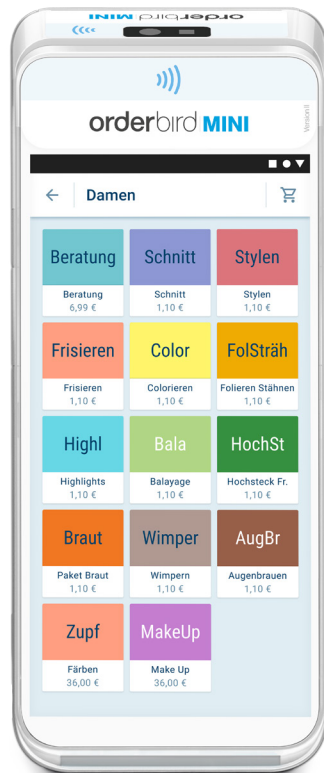 orderbird MINI
orderbird MINI
Version II
Damen
Beratung
Schnitt
Stylen
Beratung
6,99 €
Schnitt
1,10 €
Stylen
1,10 €
Frisieren
Color
FolSträh
Frisieren
1,10 €
Colorieren
1,10 €
Folieren Stähnen
1,10 €
Highl
Bala
HochSt
Highlights
1,10 €
Balayage
1,10 €
Hochsteck Fr.
1,10 €
Braut
Wimper
AugBr
Paket Braut
1,10 €
Wimpern
1,10 €
Augenbrauen
1,10 €
Zupf
MakeUp
Färben
36,00 €
Make Up
36,00 €